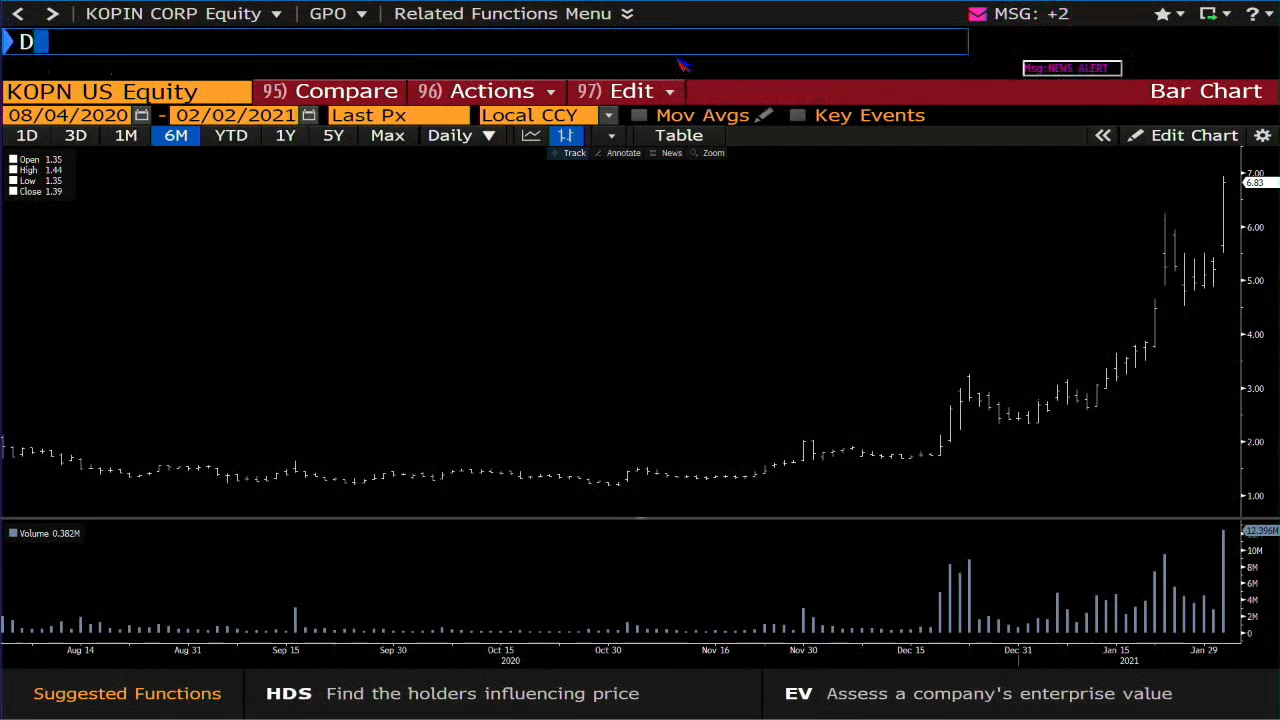 KOPIN CORP Equity GPO Related Functions Menu MSG: +2 ?
D
Msg:NEWS ALERT
KOPN US Equity 95) Compare 96) Actions 97) Edit Bar Chart
08/04/2020 - 02/02/2021 Last Px Local CCY Mov Avgs Key Events
1D 3D 1M 6M YTD 1Y 5Y Max Daily Table Edit Chart
Track Annotate News Zoom
Open 1.35
High 1.44
Low 1.35
Close 1.39
7.00
6.83
6.00
5.00
4.00
3.00
2.00
1.00
Volume 0.382M
12.396M
10M
8M
6M
4M
2M
0
Aug 14 Aug 31 Sep 15 Sep 30 Oct 15 Oct 30 Nov 16 Nov 30 Dec 15 Dec 31 Jan 15 Jan 29
2020 2021
Suggested Functions HDS Find the holders influencing price EV Assess a company's enterprise value